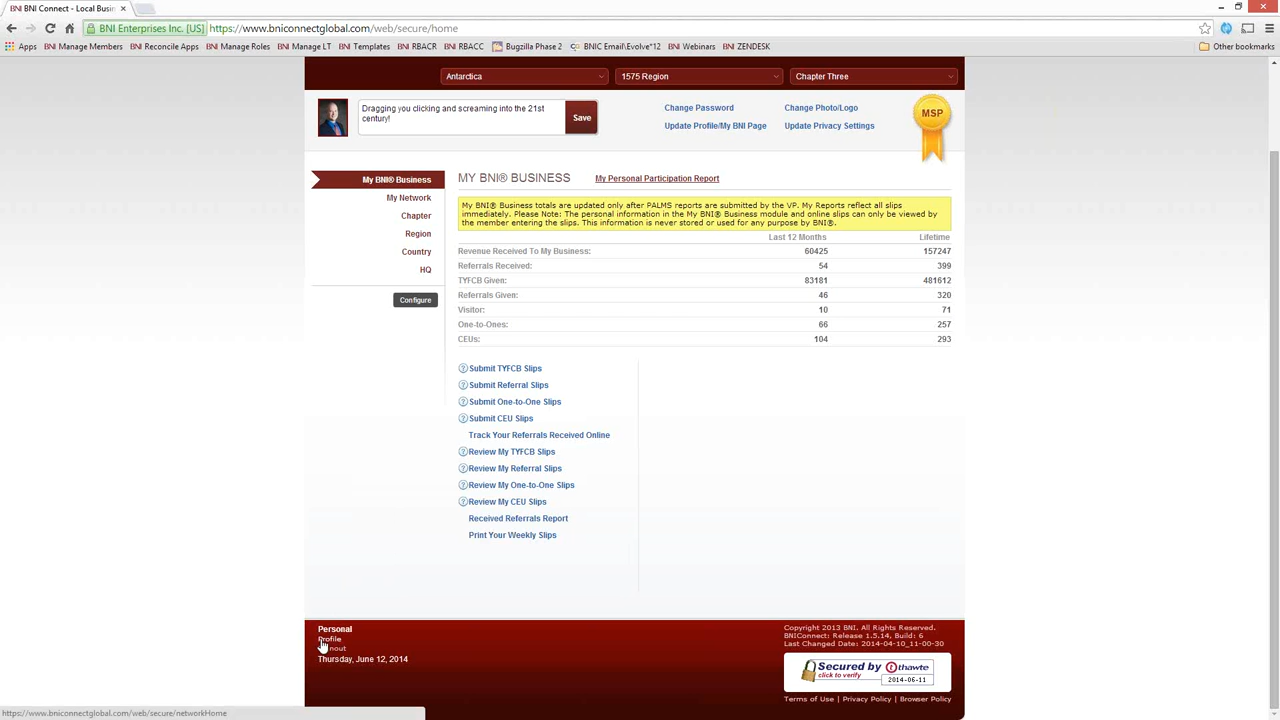 BNI BNI Connect - Local Busin
BNI Enterprises Inc. [US]
https://www.bniconnectglobal.com/web/secure/home
Apps BNI Manage Members BNI Reconcile Apps BNI Manage Roles BNI Manage LT BNI Templates BNI RBACR BNI RBACC Bugzilla Phase 2 BNIC Email\Evolve*12 BNI Webinars BNI ZENDESK Other bookmarks
Antarctica 1575 Region Chapter Three
Dragging you clicking and screaming into the 21st
century!
Save
Change Password Change Photo/Logo
Update Profile/My BNI Page Update Privacy Settings
MSP
My BNI® Business
My Network
Chapter
Region
Country
HQ
Configure
MY BNI® BUSINESS My Personal Participation Report
My BNI® Business totals are updated only after PALMS reports are submitted by the VP. My Reports reflect all slips
immediately. Please Note: The personal information in the My BNI® Business module and online slips can only be viewed by
the member entering the slips. This information is never stored or used for any purpose by BNI®.
Last 12 Months Lifetime
Revenue Received To My Business: 60425 157247
Referrals Received: 54 399
TYFCB Given: 83181 481612
Referrals Given: 46 320
Visitor: 10 71
One-to-Ones: 66 257
CEUs: 104 293
Submit TYFCB Slips
Submit Referral Slips
Submit One-to-One Slips
Submit CEU Slips
Track Your Referrals Received Online
Review My TYFCB Slips
Review My Referral Slips
Review My One-to-One Slips
Review My CEU Slips
Received Referrals Report
Print Your Weekly Slips
Personal
Profile
Thursday, June 12, 2014
Copyright 2013 BNI. All Rights Reserved.
BNIConnect: Release 1.5.14, Build: 6
Last Changed Date: 2014-04-10_11-00-30
Secured by thawte
click to verify 2014-06-11
Terms of Use | Privacy Policy | Browser Policy
https://www.bniconnectglobal.com/web/secure/networkHome